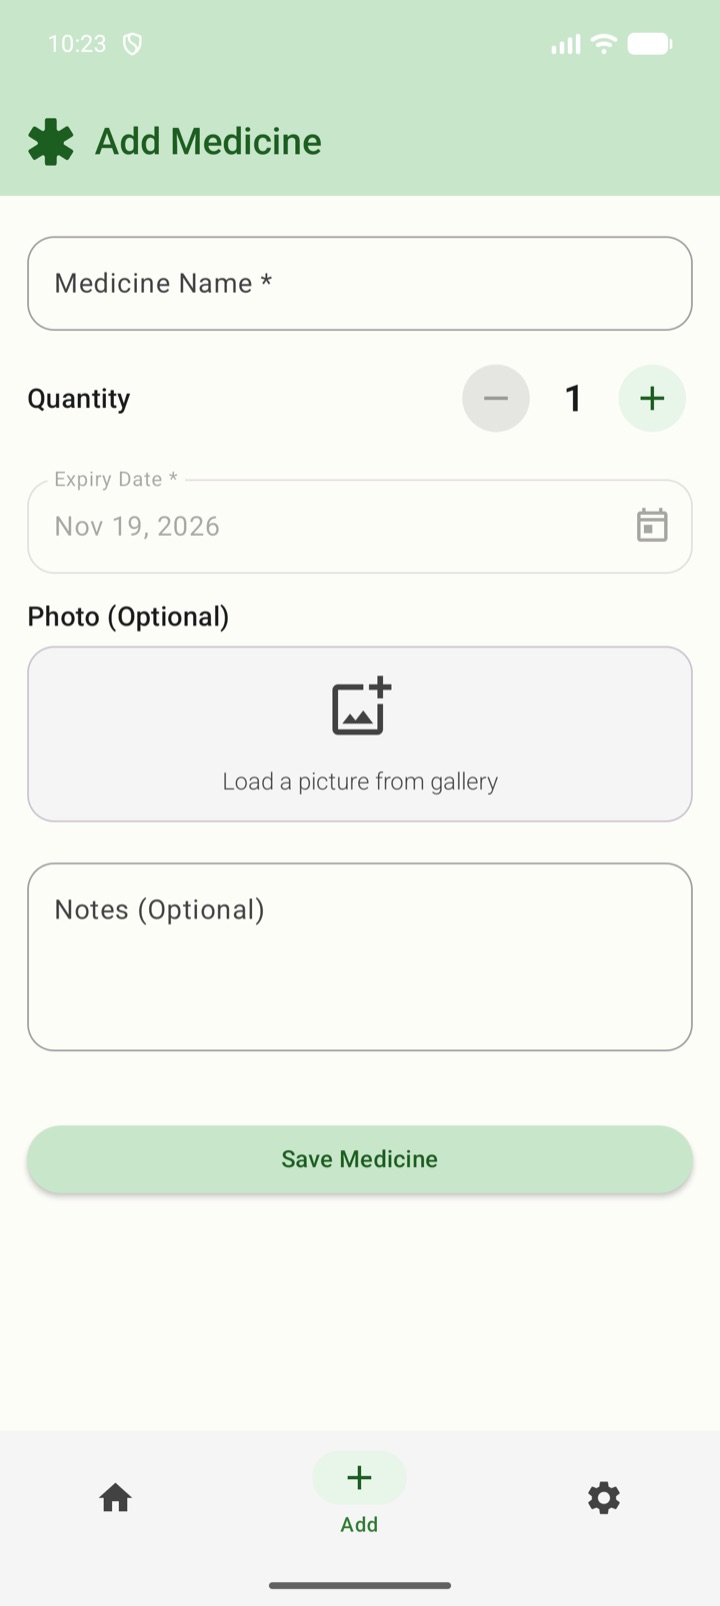 10:23
Add Medicine
Medicine Name *
Quantity
1
Expiry Date *
Nov 19, 2026
Photo (Optional)
Load a picture from gallery
Notes (Optional)
Save Medicine
Add